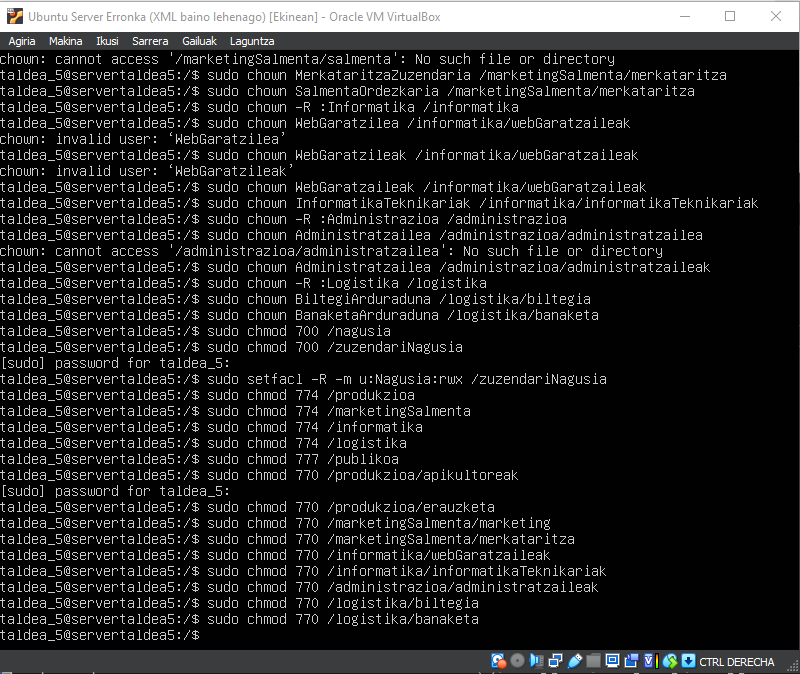 Ubuntu Server Erronka (XML baino lehenago) [Ekinean] - Oracle VM VirtualBox
Agiria Makina Ikusi Sarrera Gailuak Laguntza
chown: cannot access '/marketingSalmenta/salmenta': No such file or directory
taldea_5@servertaldea5:/$ sudo chown MerkataritzaZuzendaria /marketingSalmenta/merkataritza
taldea_5@servertaldea5:/$ sudo chown SalmentaOrdezkaria /marketingSalmenta/merkataritza
taldea_5@servertaldea5:/$ sudo chown -R :Informatika /informatika
taldea_5@servertaldea5:/$ sudo chown WebGaratzilea /informatika/webGaratzaileak
chown: invalid user: ‘WebGaratzilea’
taldea_5@servertaldea5:/$ sudo chown WebGaratzileak /informatika/webGaratzaileak
chown: invalid user: ‘WebGaratzileak’
taldea_5@servertaldea5:/$ sudo chown WebGaratzaileak /informatika/webGaratzaileak
taldea_5@servertaldea5:/$ sudo chown InformatikaTeknikariak /informatika/informatikaTeknikariak
taldea_5@servertaldea5:/$ sudo chown -R :Administrazioa /administrazioa
taldea_5@servertaldea5:/$ sudo chown Administratzailea /administrazioa/administratzailea
chown: cannot access '/administrazioa/administratzailea': No such file or directory
taldea_5@servertaldea5:/$ sudo chown Administratzailea /administrazioa/administratzaileak
taldea_5@servertaldea5:/$ sudo chown -R :Logistika /logistika
taldea_5@servertaldea5:/$ sudo chown BiltegiArduraduna /logistika/biltegia
taldea_5@servertaldea5:/$ sudo chown BanaketaArduraduna /logistika/banaketa
taldea_5@servertaldea5:/$ sudo chmod 700 /nagusia
taldea_5@servertaldea5:/$ sudo chmod 700 /zuzendariNagusia
[sudo] password for taldea_5:
taldea_5@servertaldea5:/$ sudo setfacl -R -m u:Nagusia:rwx /zuzendariNagusia
taldea_5@servertaldea5:/$ sudo chmod 774 /produkzioa
taldea_5@servertaldea5:/$ sudo chmod 774 /marketingSalmenta
taldea_5@servertaldea5:/$ sudo chmod 774 /informatika
taldea_5@servertaldea5:/$ sudo chmod 774 /logistika
taldea_5@servertaldea5:/$ sudo chmod 777 /publikoa
taldea_5@servertaldea5:/$ sudo chmod 770 /produkzioa/apikultoreak
[sudo] password for taldea_5:
taldea_5@servertaldea5:/$ sudo chmod 770 /produkzioa/erauzketa
taldea_5@servertaldea5:/$ sudo chmod 770 /marketingSalmenta/marketing
taldea_5@servertaldea5:/$ sudo chmod 770 /marketingSalmenta/merkataritza
taldea_5@servertaldea5:/$ sudo chmod 770 /informatika/webGaratzaileak
taldea_5@servertaldea5:/$ sudo chmod 770 /informatika/informatikaTeknikariak
taldea_5@servertaldea5:/$ sudo chmod 770 /administrazioa/administratzaileak
taldea_5@servertaldea5:/$ sudo chmod 770 /logistika/biltegia
taldea_5@servertaldea5:/$ sudo chmod 770 /logistika/banaketa
taldea_5@servertaldea5:/$
CTRL DERECHA